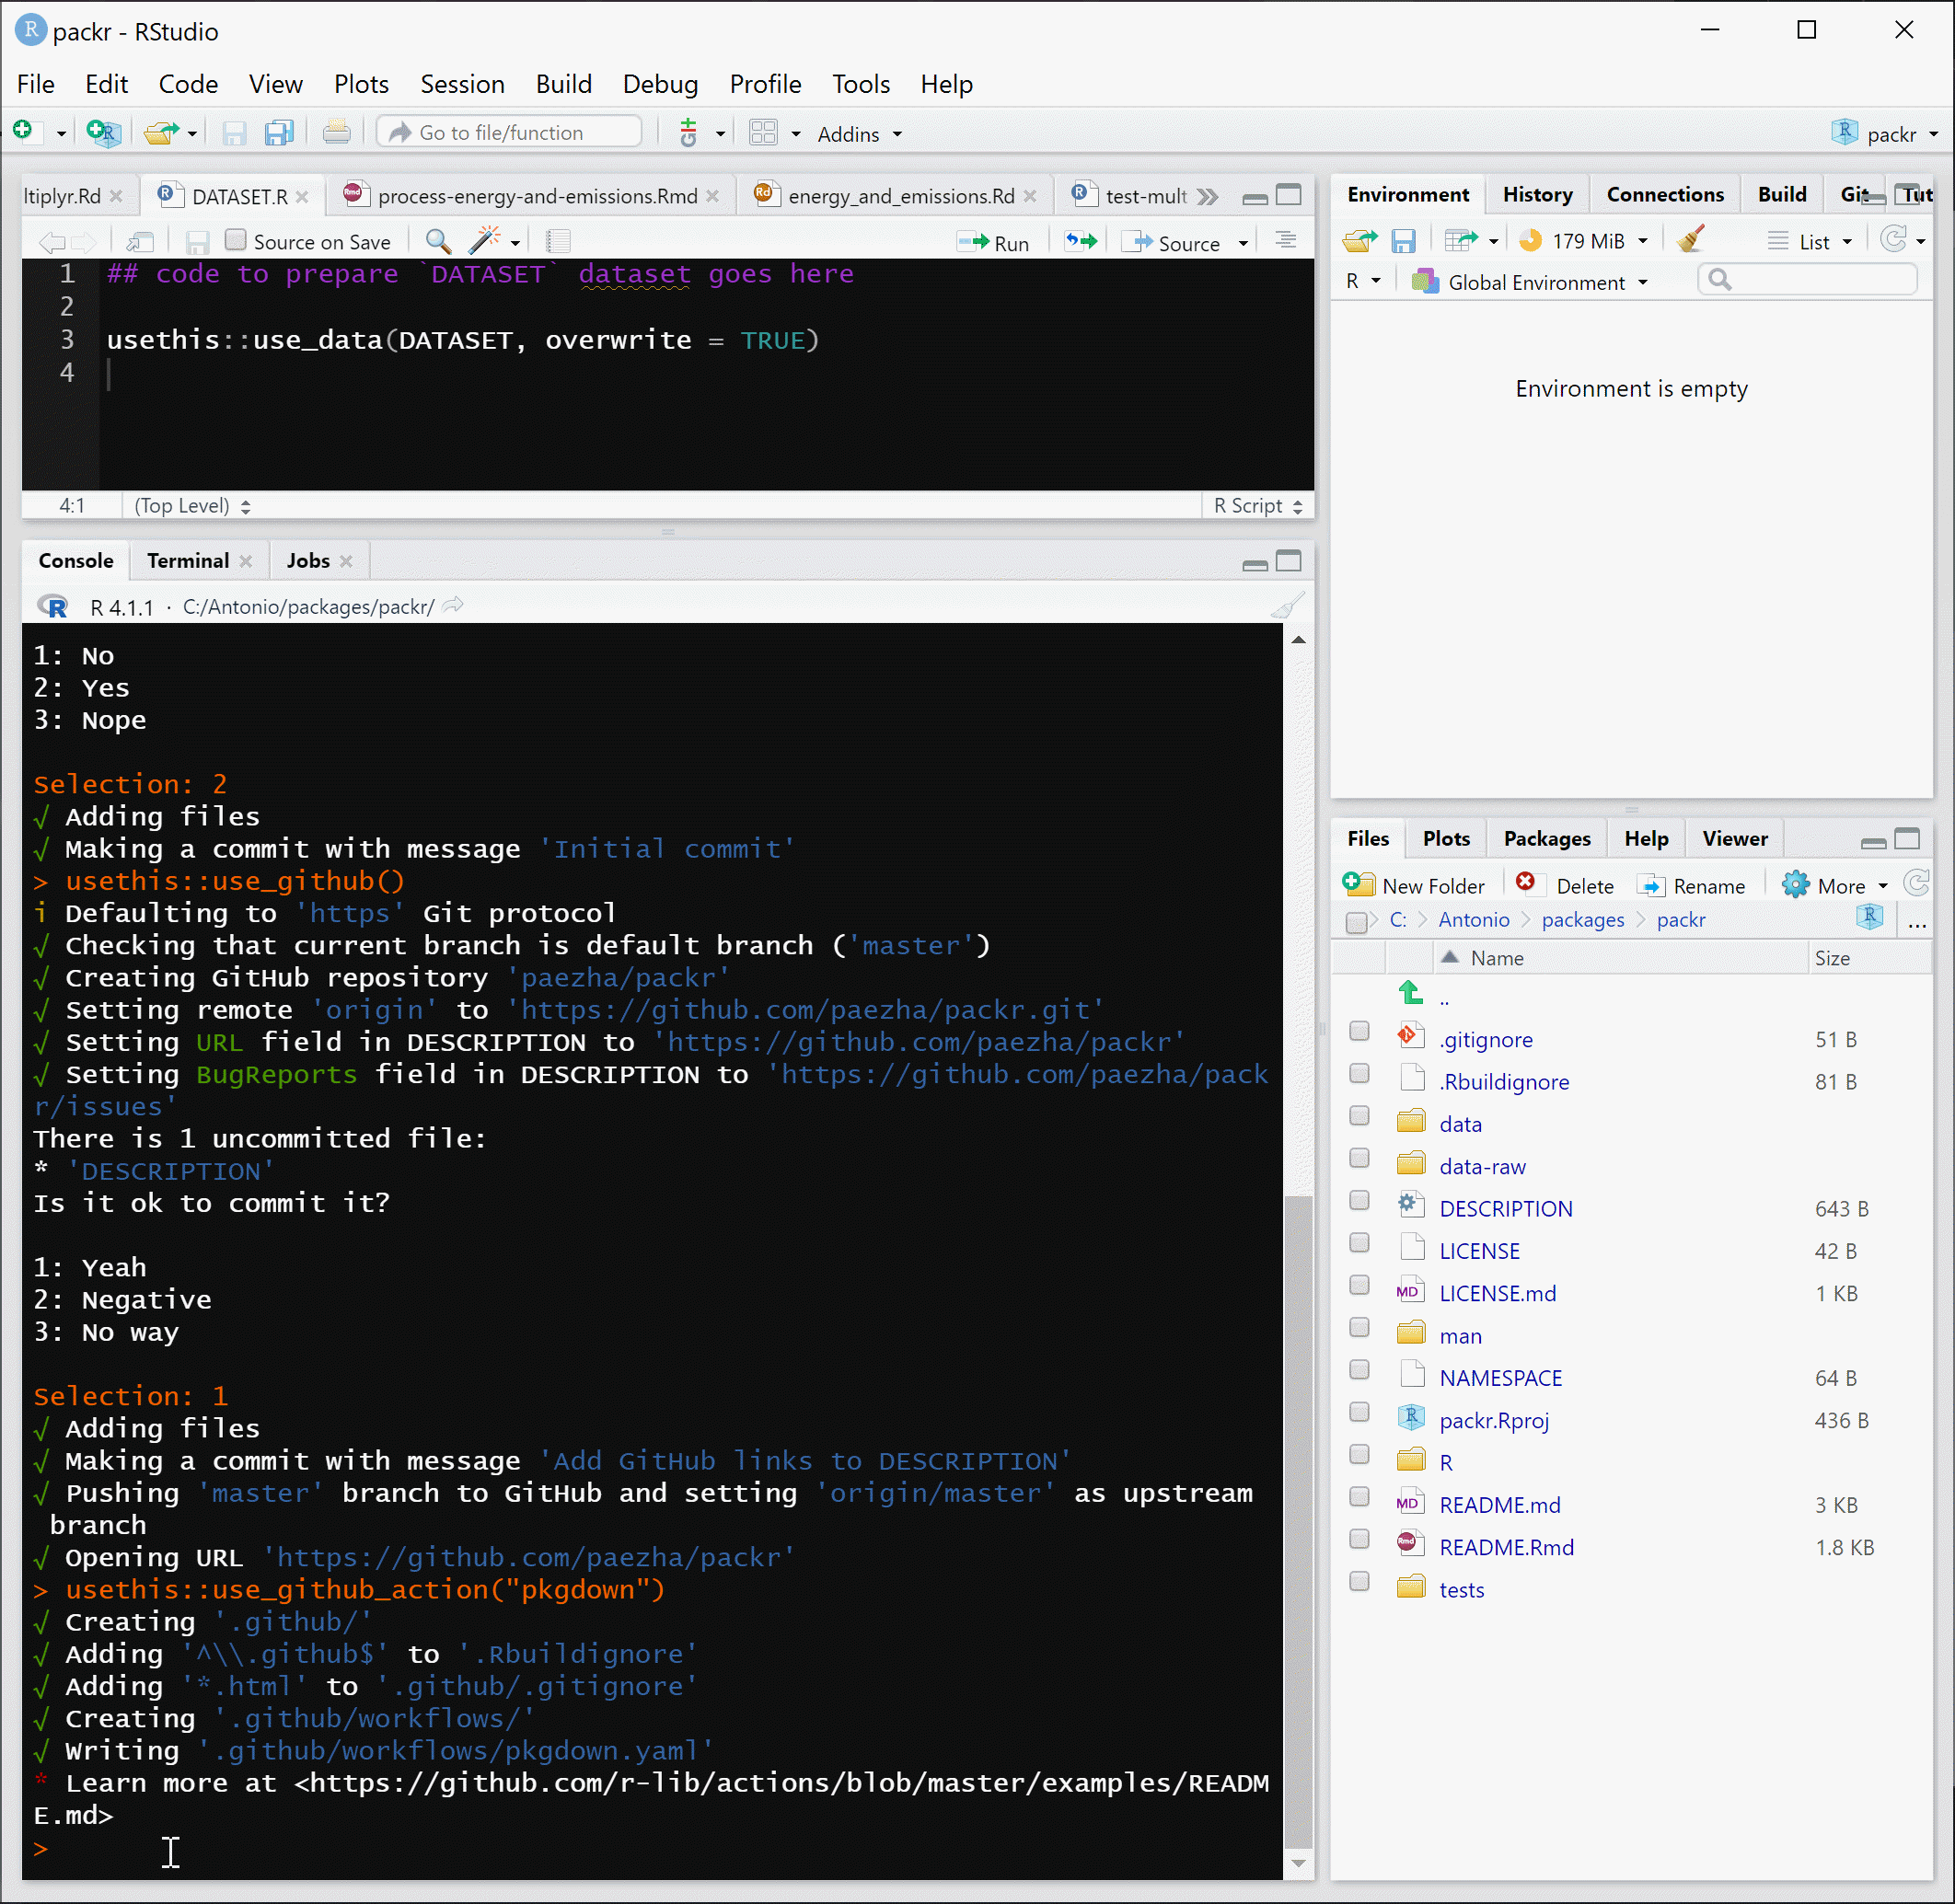 packr - RStudio
File Edit Code View Plots Session Build Debug Profile Tools Help
Go to file/function Addins packr
ltiplyr.Rd DATASET.R process-energy-and-emissions.Rmd energy_and_emissions.Rd test-mult
Source on Save Run Source
1 ## code to prepare `DATASET` dataset goes here
2
3 usethis::use_data(DATASET, overwrite = TRUE)
4
4:1 (Top Level) R Script
Console Terminal Jobs
R 4.1.1 · C:/Antonio/packages/packr/
1: No
2: Yes
3: Nope
Selection: 2
√ Adding files
√ Making a commit with message 'Initial commit'
> usethis::use_github()
i Defaulting to 'https' Git protocol
√ Checking that current branch is default branch ('master')
√ Creating GitHub repository 'paezha/packr'
√ Setting remote 'origin' to 'https://github.com/paezha/packr.git'
√ Setting URL field in DESCRIPTION to 'https://github.com/paezha/packr'
√ Setting BugReports field in DESCRIPTION to 'https://github.com/paezha/pack
r/issues'
There is 1 uncommitted file:
* 'DESCRIPTION'
Is it ok to commit it?
1: Yeah
2: Negative
3: No way
Selection: 1
√ Adding files
√ Making a commit with message 'Add GitHub links to DESCRIPTION'
√ Pushing 'master' branch to GitHub and setting 'origin/master' as upstream
branch
√ Opening URL 'https://github.com/paezha/packr'
> usethis::use_github_action("pkgdown")
√ Creating '.github/'
√ Adding '^\\.github$' to '.Rbuildignore'
√ Adding '*.html' to '.github/.gitignore'
√ Creating '.github/workflows/'
√ Writing '.github/workflows/pkgdown.yaml'
* Learn more at <https://github.com/r-lib/actions/blob/master/examples/READM
E.md>
>
Environment History Connections Build Git Tut
179 MiB List
R Global Environment
Environment is empty
Files Plots Packages Help Viewer
New Folder Delete Rename More
C: Antonio packages packr ...
Name Size
..
.gitignore 51 B
.Rbuildignore 81 B
data
data-raw
DESCRIPTION 643 B
LICENSE 42 B
LICENSE.md 1 KB
man
NAMESPACE 64 B
packr.Rproj 436 B
R
README.md 3 KB
README.Rmd 1.8 KB
tests